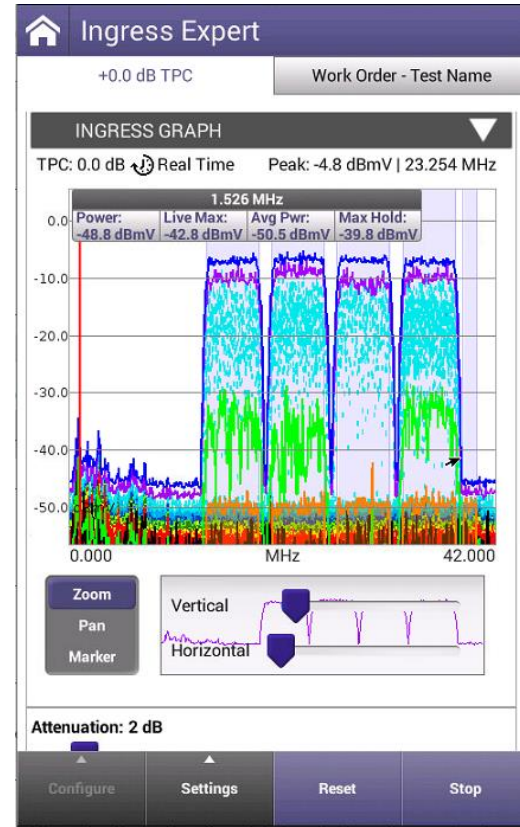 Ingress Expert
+0.0 dB TPC
Work Order - Test Name
INGRESS GRAPH
TPC: 0.0 dB Real Time Peak: -4.8 dBmV | 23.254 MHz
1.526 MHz
Power: Live Max: Avg Pwr: Max Hold:
-48.8 dBmV -42.8 dBmV -50.5 dBmV -39.8 dBmV
0.0
-10.0
-20.0
-30.0
-40.0
-50.0
0.000 MHz 42.000
Zoom
Pan
Marker
Vertical
Horizontal
Attenuation: 2 dB
Configure Settings Reset Stop